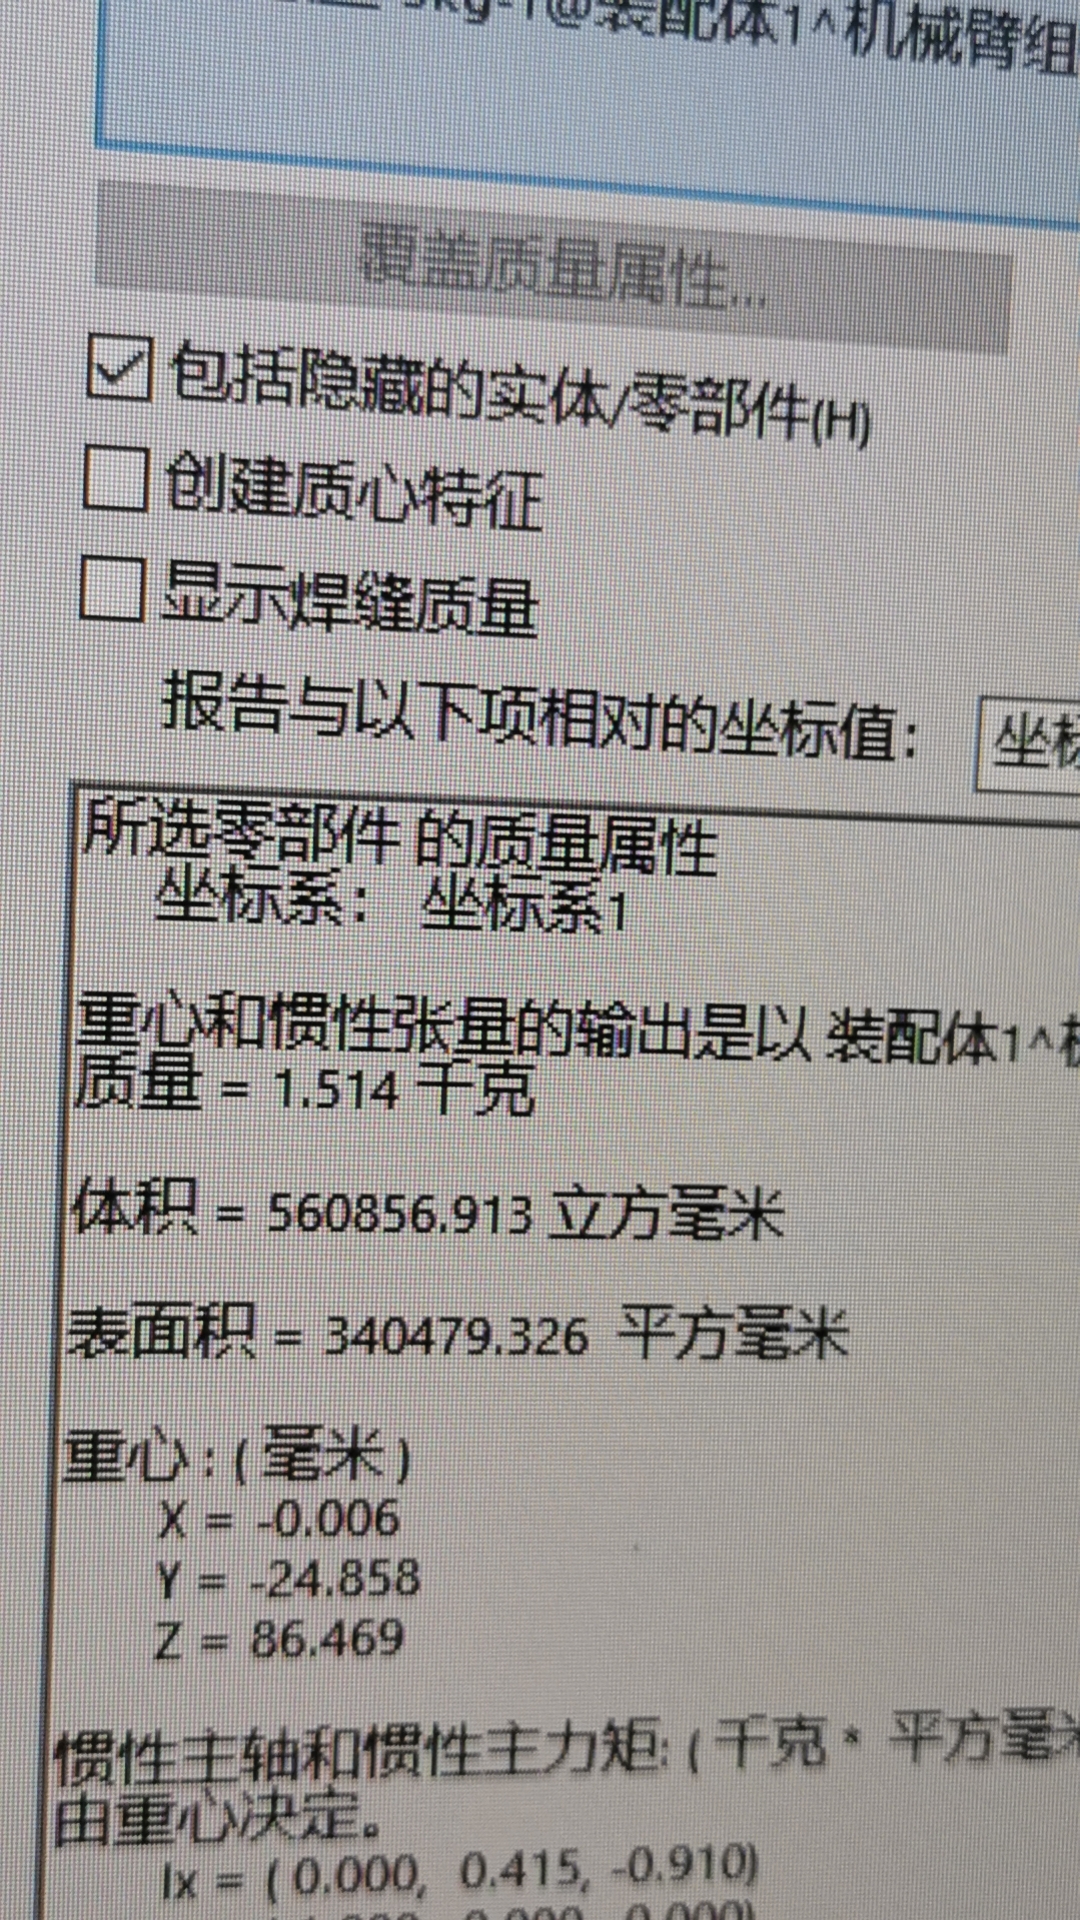 3kg-1@装配体1^机械臂组
覆盖质量属性...
包括隐藏的实体/零部件(H)
创建质心特征
显示焊缝质量
报告与以下项相对的坐标值: 坐标
所选零部件 的质量属性
坐标系: 坐标系1
重心和惯性张量的输出是以 装配体1^机
质量 = 1.514 千克
体积 = 560856.913 立方毫米
表面积 = 340479.326 平方毫米
重心 : ( 毫米 )
X = -0.006
Y = -24.858
Z = 86.469
惯性主轴和惯性主力矩: ( 千克 * 平方毫米
由重心决定。
Ix = ( 0.000, 0.415, -0.910)